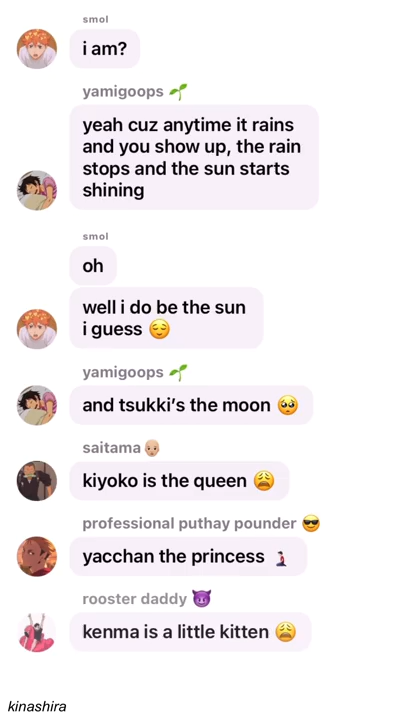 smol
i am?
yamigoops 🌱
yeah cuz anytime it rains
and you show up, the rain
stops and the sun starts
shining
smol
oh
well i do be the sun
i guess 😌
yamigoops 🌱
and tsukki's the moon 🥺
saitama👨🏼‍🦲
kiyoko is the queen 😩
professional puthay pounder 😎
yacchan the princess 🧎🏻‍♂️
rooster daddy 😈
kenma is a little kitten 😩
kinashira